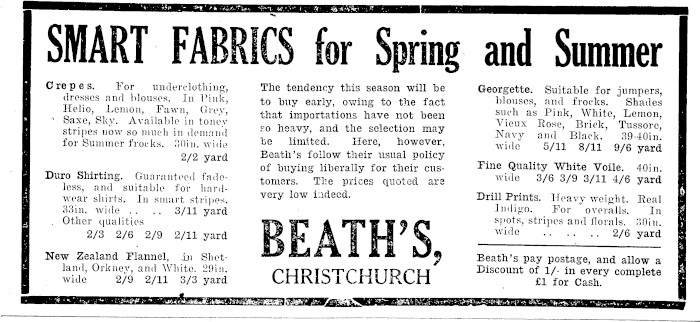 SMART FABRICS for Spring and Summer
Crepes. For underclothing,
dresses and blouses. In Pink,
Helio, Lemon, Fawn, Grey,
Saxe, Sky. Available in toney
stripes now so much in demand
for Summer frocks. 30in. wide
2/2 yard
Duro Shirting. Guaranteed fade-
less, and suitable for hard-
wear shirts. In smart stripes.
33in. wide .. .. 3/11 yard
Other qualities
2/3 2/6 2/9 2/11 yard
New Zealand Flannel, in Shet-
land, Orkney, and White. 29in.
wide 2/9 2/11 3/3 yard
The tendency this season will be
to buy early, owing to the fact
that importations have not been
so heavy, and the selection may
be limited. Here, however,
Beath's follow their usual policy
of buying liberally for their cus-
tomers. The prices quoted are
very low indeed.
BEATH'S,
CHRISTCHURCH
Georgette. Suitable for jumpers,
blouses, and frocks. Shades
such as Pink, White, Lemon,
Vieux Rose, Brick, Tussore,
Navy and Black. 39-40in.
wide 5/11 8/11 9/6 yard
Fine Quality White Voile. 40in.
wide 3/6 3/9 3/11 4/6 yard
Drill Prints. Heavy weight. Real
Indigo. For overalls. In
spots, stripes and florals. 30in.
wide .. .. .. 2/6 yard
Beath's pay postage, and allow a
Discount of 1/- in every complete
£1 for Cash.